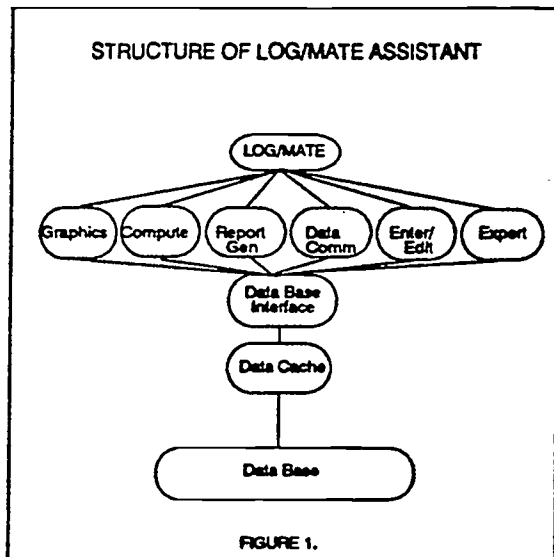 STRUCTURE OF LOG/MATE ASSISTANT
LOG/MATE
Graphics
Compute
Report
Gen
Data
Comm
Enter/
Edit
Expert
Data Base
Interface
Data Cache
Data Base
FIGURE 1.